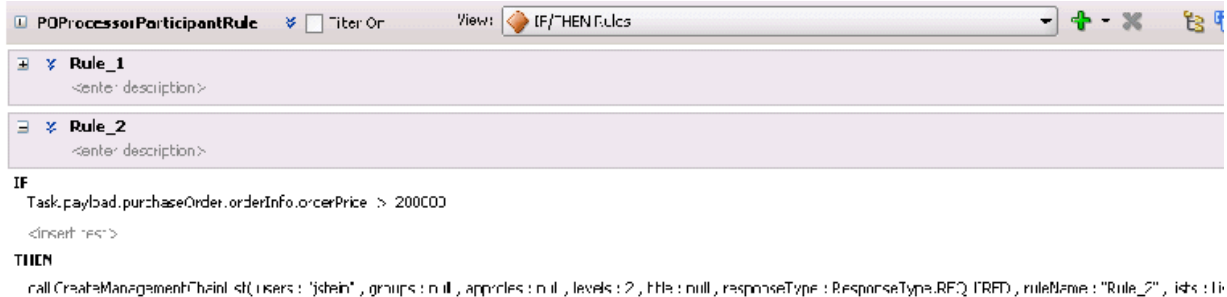 POProcessorParticipantRule Filter On View: IF/THEN Rules
Rule_1
<enter description>
Rule_2
<enter description>
IF
Task.payload.purchaseOrder.orderInfo.orderPrice > 200000
<insert test>
THEN
call CreateManagementChainList( users : "jstein" , groups : null , approles : null , levels : 2 , title : null , responseType : ResponseType.REQUIRED , ruleName : "Rule_2" , lists : Lis